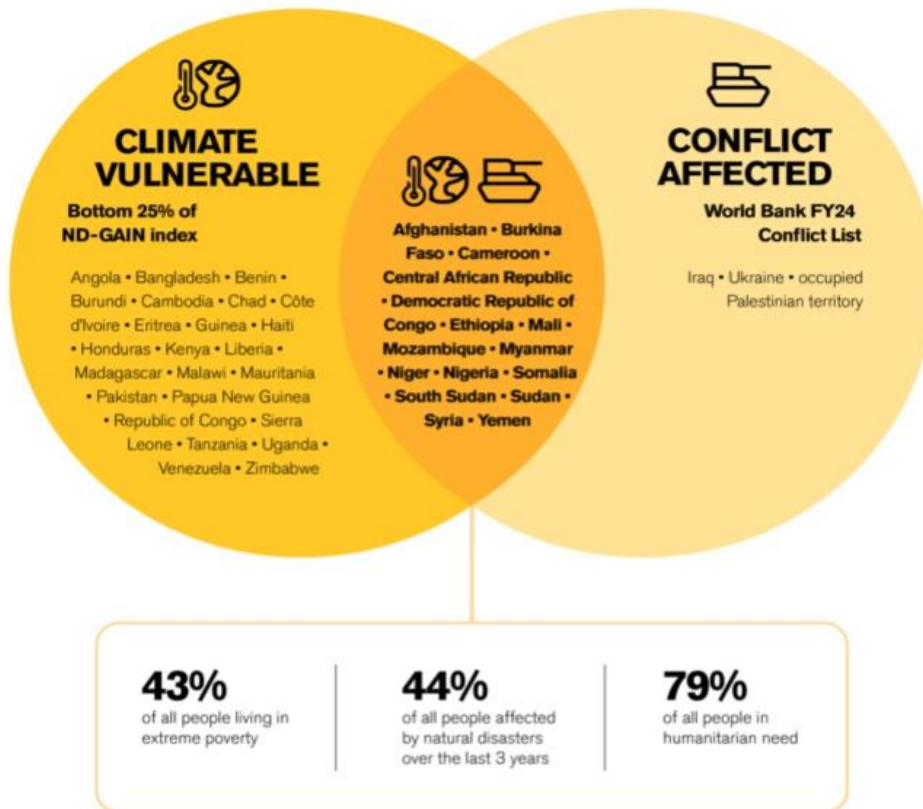 CLIMATE
VULNERABLE
Bottom 25% of
ND-GAIN index
Angola • Bangladesh • Benin •
Burundi • Cambodia • Chad • Côte
d'Ivoire • Eritrea • Guinea • Haiti
• Honduras • Kenya • Liberia •
Madagascar • Malawi • Mauritania
• Pakistan • Papua New Guinea
• Republic of Congo • Sierra
Leone • Tanzania • Uganda •
Venezuela • Zimbabwe
Afghanistan • Burkina
Faso • Cameroon •
Central African Republic
• Democratic Republic of
Congo • Ethiopia • Mali •
Mozambique • Myanmar
• Niger • Nigeria • Somalia
• South Sudan • Sudan •
Syria • Yemen
CONFLICT
AFFECTED
World Bank FY24
Conflict List
Iraq • Ukraine • occupied
Palestinian territory
43%
of all people living in
extreme poverty
44%
of all people affected
by natural disasters
over the last 3 years
79%
of all people in
humanitarian need